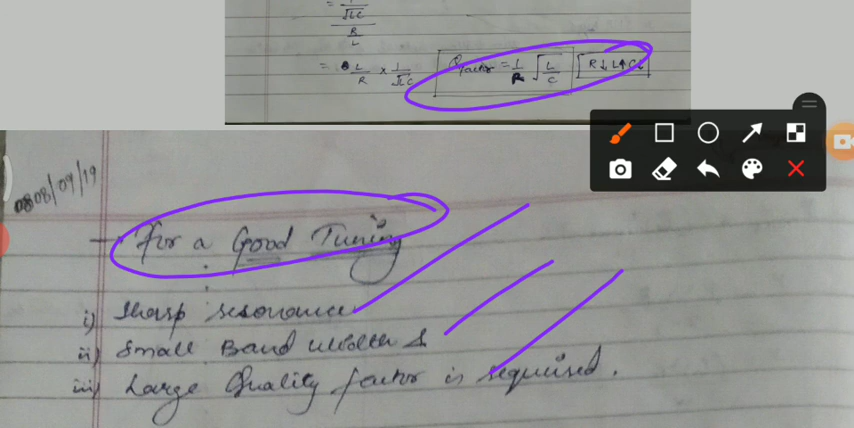 = 1/√LC
R/L
= L/R × 1/√LC Qfactor = 1/R √L/C R↓ L↑ C↓
08/09/19
→ for a Good Tuning
i) Sharp resonance
ii) Small Band width &
iii) Large Quality factor is required.